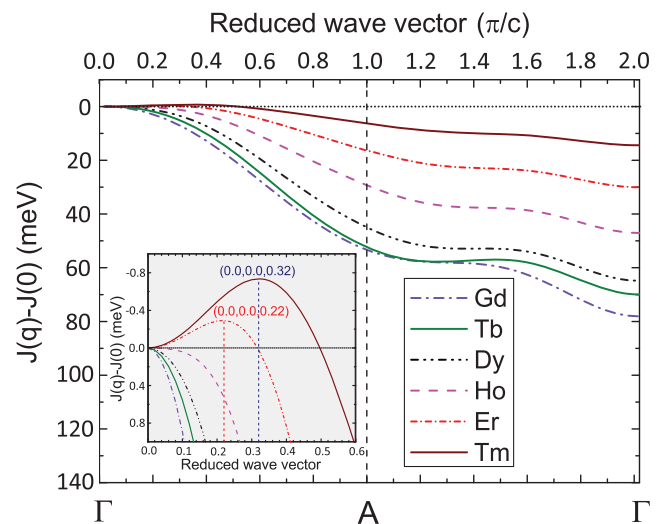 Reduced wave vector (π/c)
0.0 0.2 0.4 0.6 0.8 1.0 1.2 1.4 1.6 1.8 2.0
J(q)-J(0) (meV)
0
20
40
60
80
100
120
140
Γ A Γ
J(q)-J(0) (meV)
-0.8
-0.4
0.0
0.4
0.8
(0.0,0.0,0.32)
(0.0,0.0,0.22)
0.0 0.1 0.2 0.3 0.4 0.5 0.6
Reduced wave vector
Gd
Tb
Dy
Ho
Er
Tm